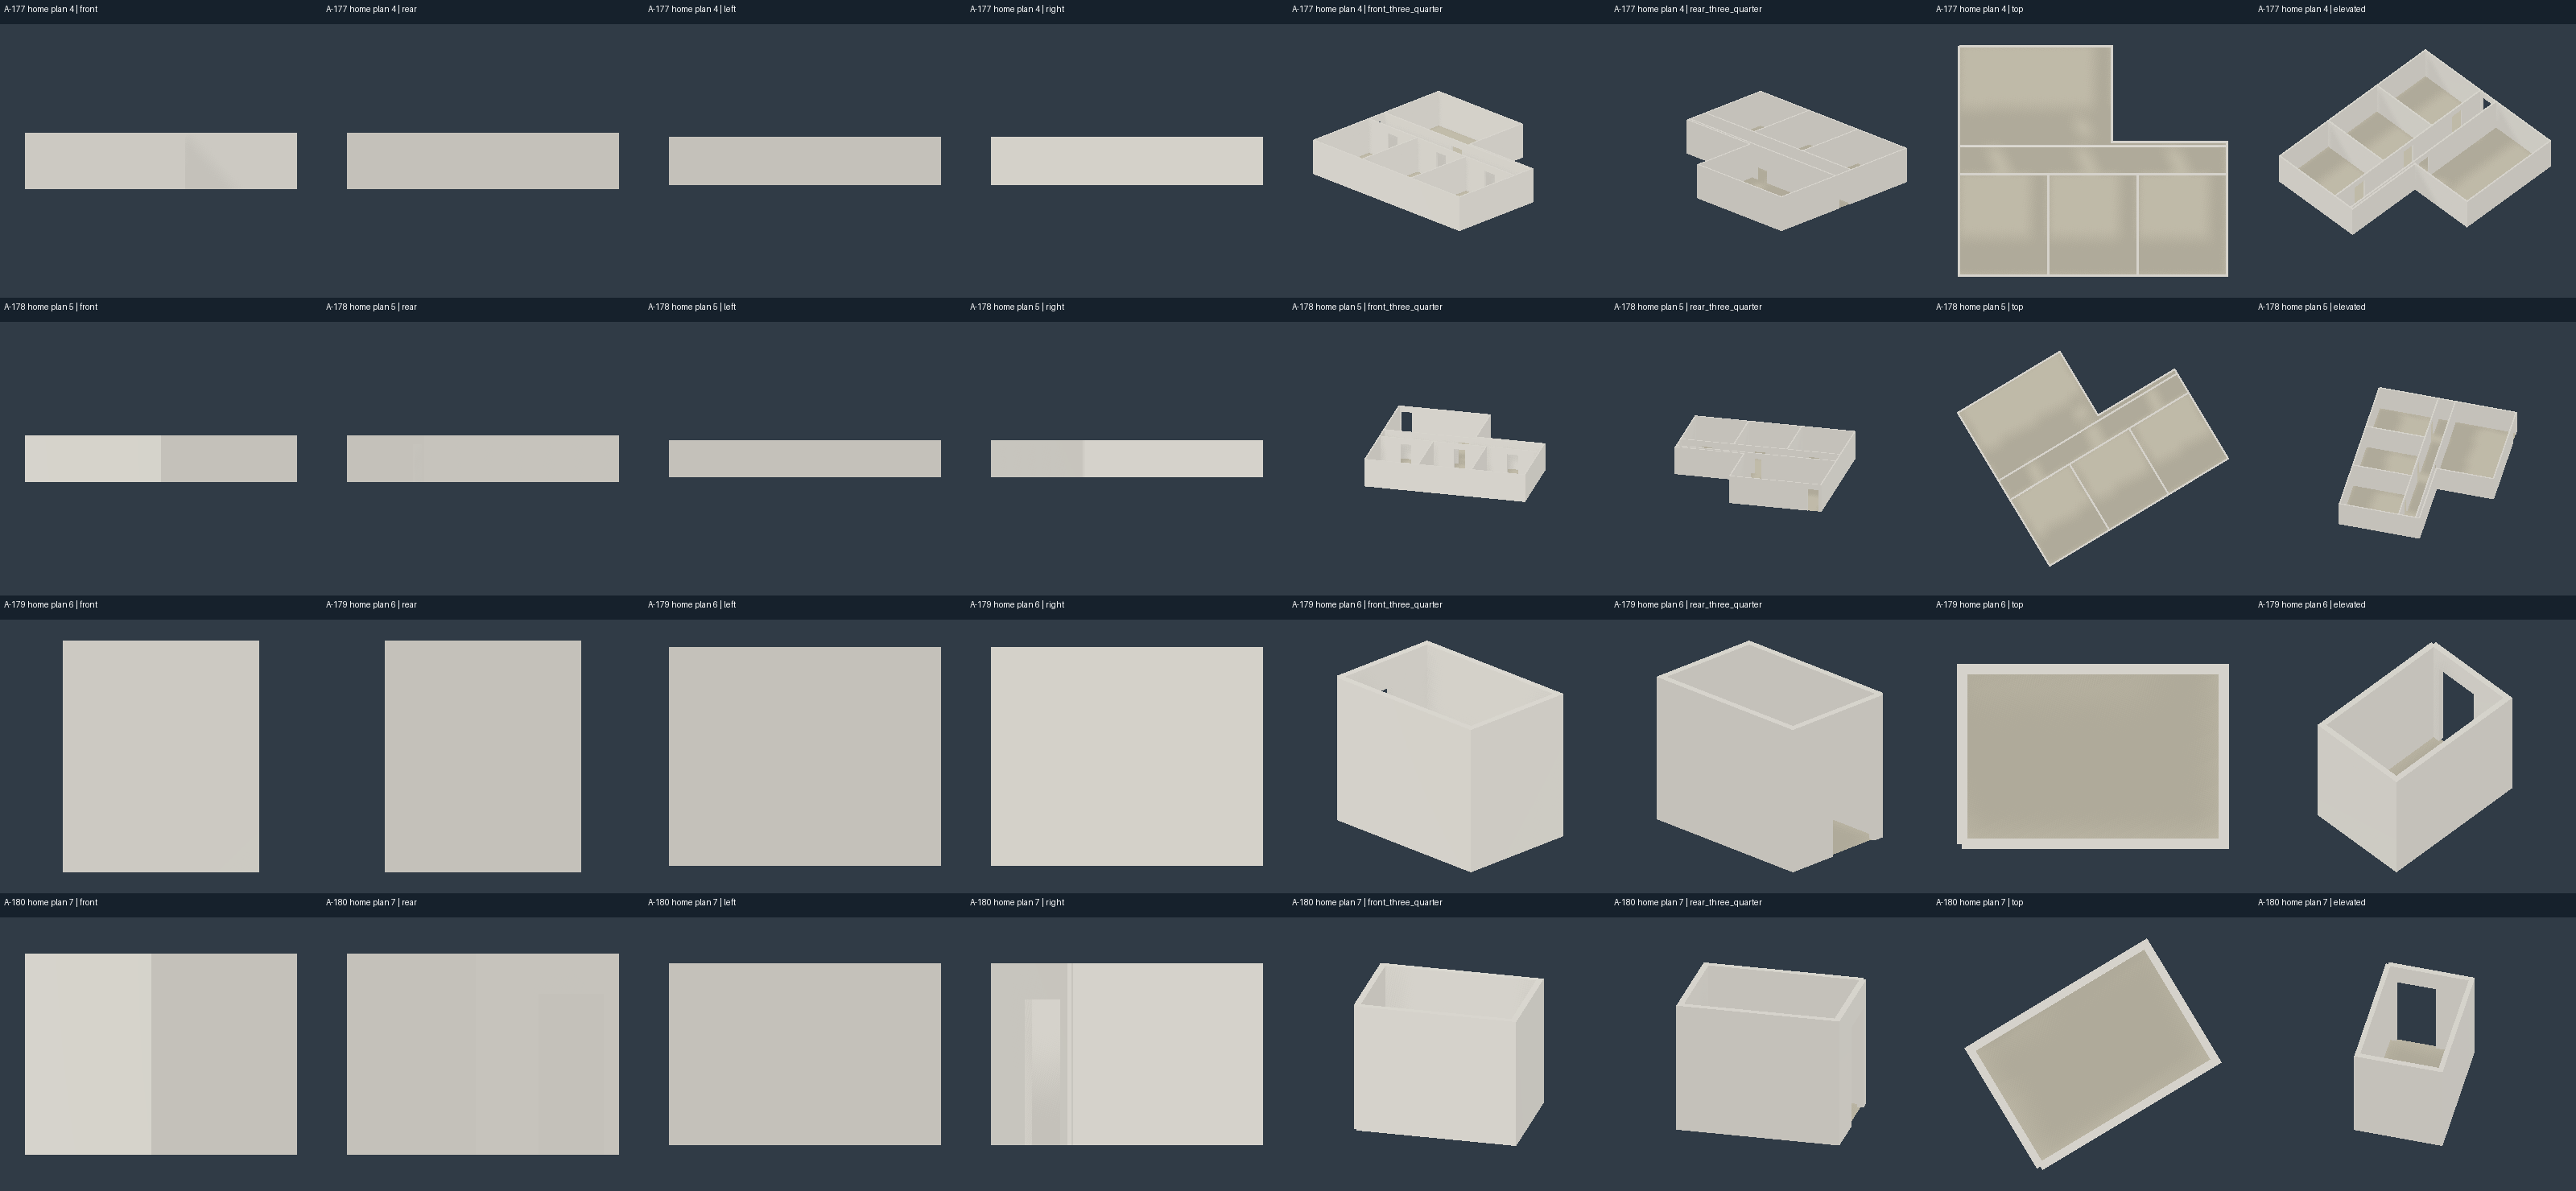 A-177 home plan 4 | front
A-177 home plan 4 | rear
A-177 home plan 4 | left
A-177 home plan 4 | right
A-177 home plan 4 | front_three_quarter
A-177 home plan 4 | rear_three_quarter
A-177 home plan 4 | top
A-177 home plan 4 | elevated
A-178 home plan 5 | front
A-178 home plan 5 | rear
A-178 home plan 5 | left
A-178 home plan 5 | right
A-178 home plan 5 | front_three_quarter
A-178 home plan 5 | rear_three_quarter
A-178 home plan 5 | top
A-178 home plan 5 | elevated
A-179 home plan 6 | front
A-179 home plan 6 | rear
A-179 home plan 6 | left
A-179 home plan 6 | right
A-179 home plan 6 | front_three_quarter
A-179 home plan 6 | rear_three_quarter
A-179 home plan 6 | top
A-179 home plan 6 | elevated
A-180 home plan 7 | front
A-180 home plan 7 | rear
A-180 home plan 7 | left
A-180 home plan 7 | right
A-180 home plan 7 | front_three_quarter
A-180 home plan 7 | rear_three_quarter
A-180 home plan 7 | top
A-180 home plan 7 | elevated